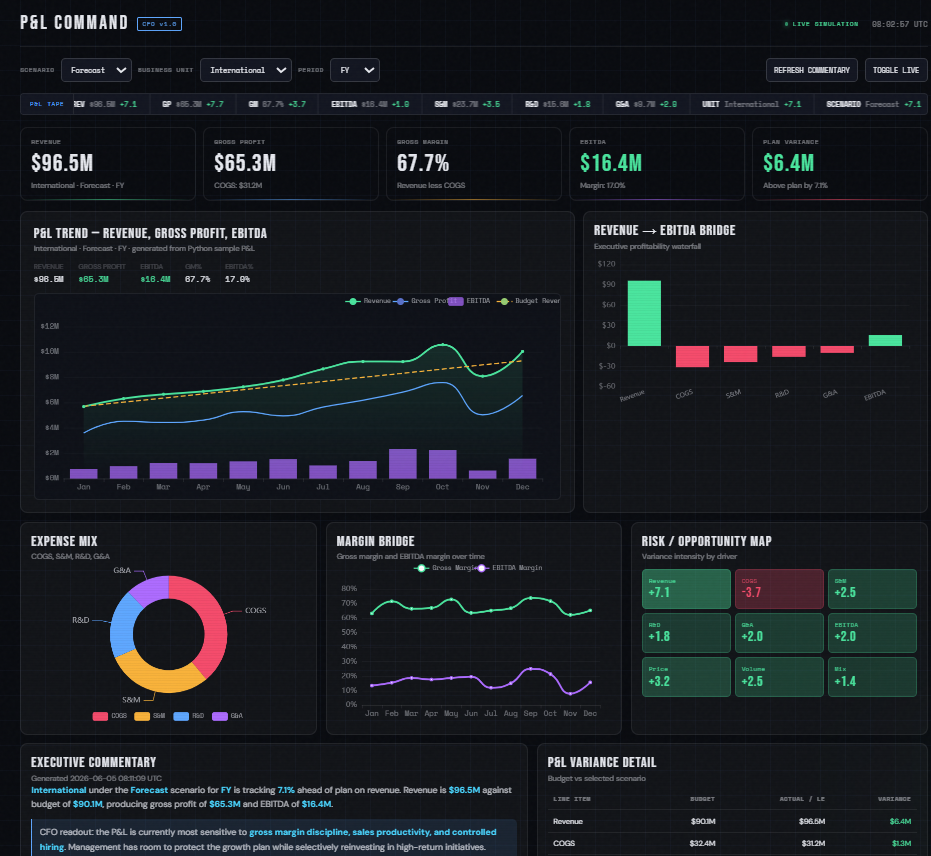 P&L COMMAND CFO v1.0
LIVE SIMULATION 08:02:57 UTC
SCENARIO Forecast BUSINESS UNIT International PERIOD FY
REFRESH COMMENTARY TOGGLE LIVE
P&L TAPE REV $96.5M +7.1 GP $65.3M +7.7 GM 67.7% +3.7 EBITDA $16.4M +1.9 S&M $23.7M +3.5 R&D $15.6M +1.8 G&A $9.7M +2.8 UNIT International +7.1 SCENARIO Forecast +7.1
REVENUE
$96.5M
International · Forecast · FY
GROSS PROFIT
$65.3M
COGS: $31.2M
GROSS MARGIN
67.7%
Revenue less COGS
EBITDA
$16.4M
Margin: 17.0%
PLAN VARIANCE
$6.4M
Above plan by 7.1%
P&L TREND — REVENUE, GROSS PROFIT, EBITDA
International · Forecast · FY · generated from Python sample P&L
REVENUE GROSS PROFIT EBITDA GM% EBITDA%
$96.5M $65.3M $16.4M 67.7% 17.0%
Revenue Gross Profit EBITDA Budget Rever
$12M
$10M
$8M
$6M
$4M
$2M
$0M
Jan Feb Mar Apr May Jun Jul Aug Sep Oct Nov Dec
REVENUE → EBITDA BRIDGE
Executive profitability waterfall
$120
$90
$60
$30
$0
$-30
$-60
Revenue COGS S&M R&D G&A EBITDA
EXPENSE MIX
COGS, S&M, R&D, G&A
G&A
COGS
R&D
S&M
COGS S&M R&D G&A
MARGIN BRIDGE
Gross margin and EBITDA margin over time
Gross Margin EBITDA Margin
80%
70%
60%
50%
40%
30%
20%
10%
0%
Jan Feb Mar Apr May Jun Jul Aug Sep Oct Nov Dec
RISK / OPPORTUNITY MAP
Variance intensity by driver
Revenue COGS S&M
+7.1 -3.7 +2.5
R&D G&A EBITDA
+1.8 +2.0 +2.0
Price Volume Mix
+3.2 +2.5 +1.4
EXECUTIVE COMMENTARY
Generated 2026-06-05 08:11:09 UTC
International under the Forecast scenario for FY is tracking 7.1% ahead of plan on revenue. Revenue is $96.5M against
budget of $90.1M, producing gross profit of $65.3M and EBITDA of $16.4M.
CFO readout: the P&L is currently most sensitive to gross margin discipline, sales productivity, and controlled
hiring. Management has room to protect the growth plan while selectively reinvesting in high-return initiatives.
P&L VARIANCE DETAIL
Budget vs selected scenario
LINE ITEM BUDGET ACTUAL / LE VARIANCE
Revenue $90.1M $96.5M $6.4M
COGS $32.4M $31.2M $1.3M